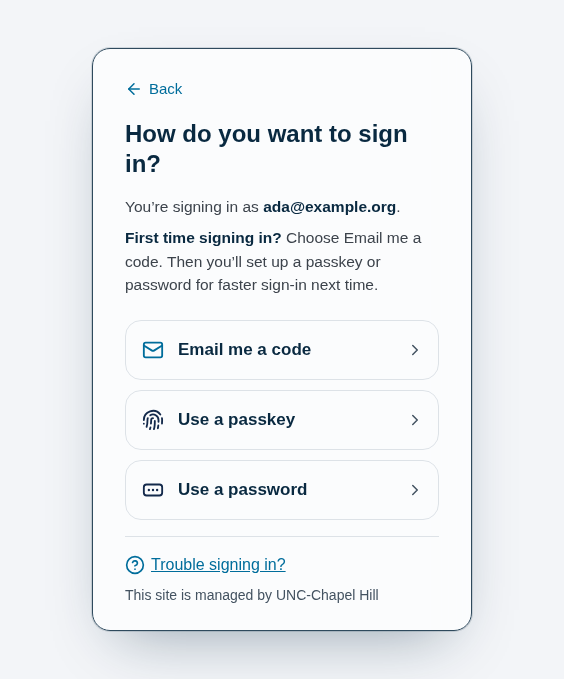 Back
How do you want to sign
in?
You’re signing in as ada@example.org.
First time signing in? Choose Email me a
code. Then you’ll set up a passkey or
password for faster sign-in next time.
Email me a code
Use a passkey
Use a password
Trouble signing in?
This site is managed by UNC-Chapel Hill